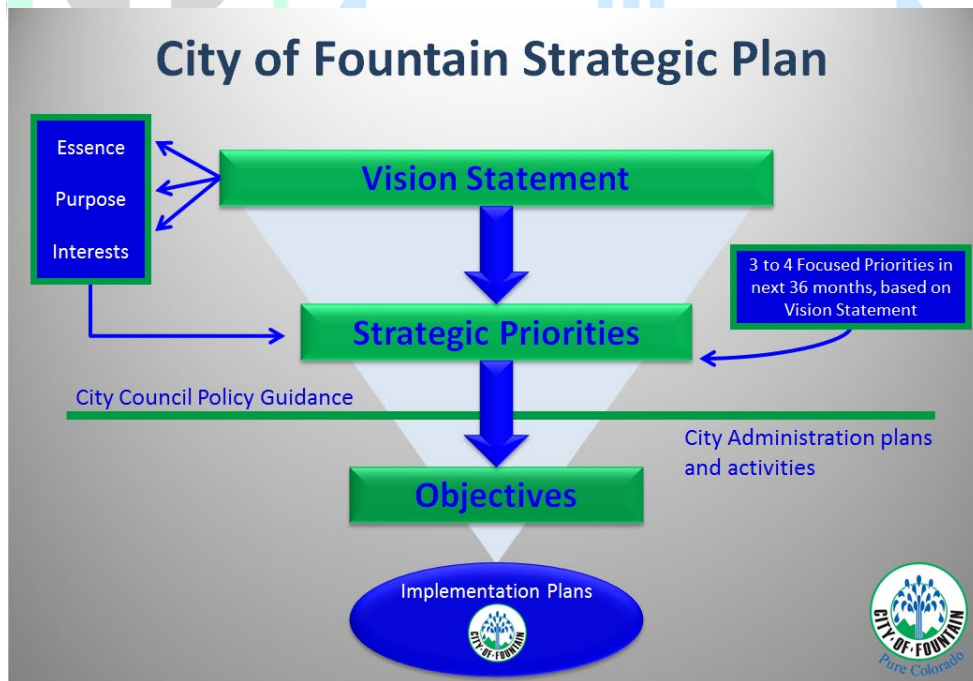 City of Fountain Strategic Plan
Essence
Purpose
Interests
Vision Statement
3 to 4 Focused Priorities in
next 36 months, based on
Vision Statement
Strategic Priorities
City Council Policy Guidance
City Administration plans
and activities
Objectives
Implementation Plans
CITY·OF·FOUNTAIN
CITY·OF·FOUNTAIN
Pure Colorado